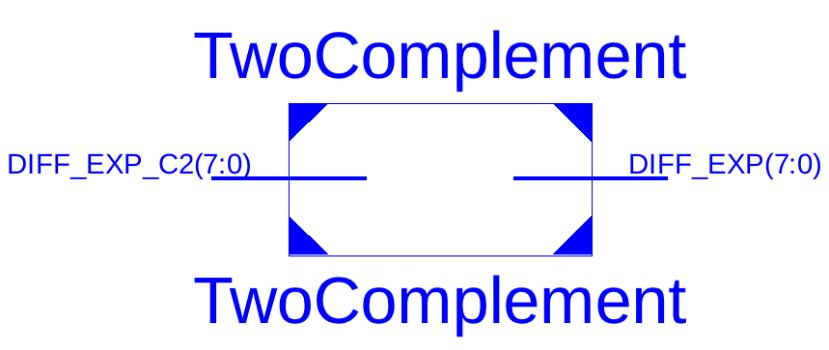 TwoComplement
DIFF_EXP_C2(7:0)
DIFF_EXP(7:0)
TwoComplement